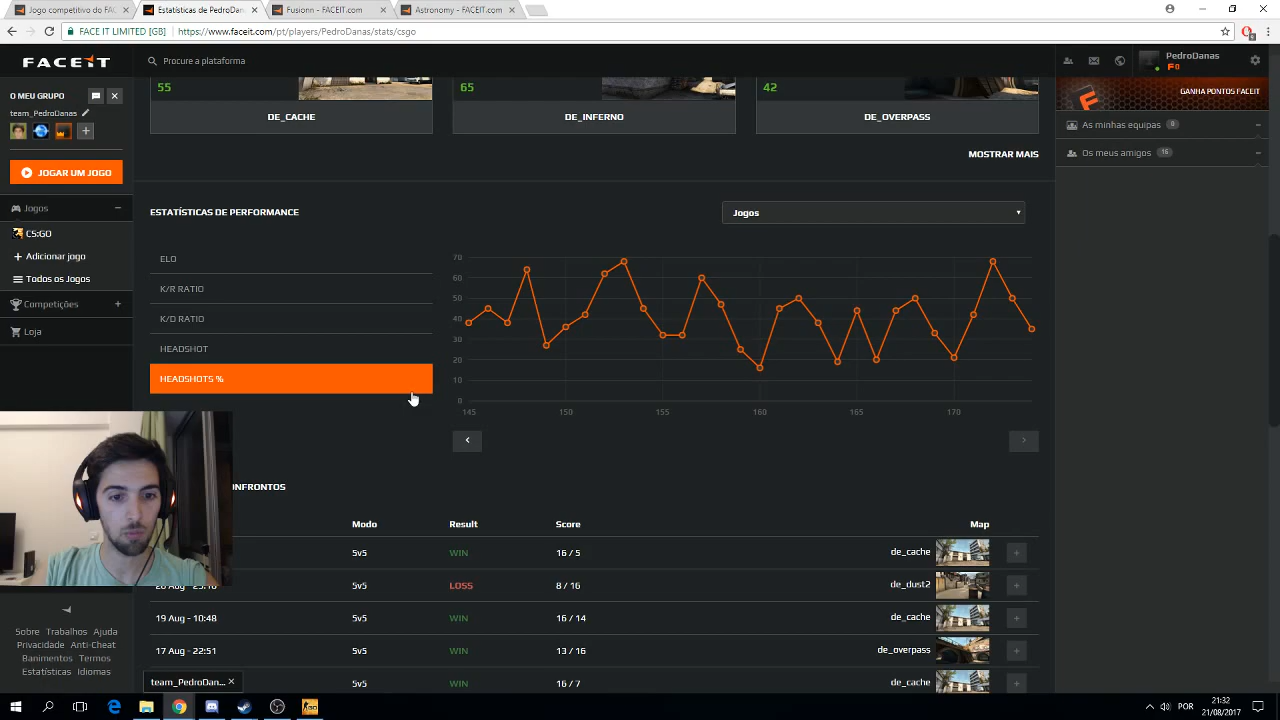 Jogo competitivo do FAC
Estatísticas de PedroDan
Fusionn - FACEIT.com
Astronomy - FACEIT.com
FACE IT LIMITED [GB]
https://www.faceit.com/pt/players/PedroDanas/stats/csgo
FACEIT
Procure a plataforma
PedroDanas
0
O MEU GRUPO
team_PedroDanas
JOGAR UM JOGO
Jogos
CS:GO
Adicionar jogo
Todos os Jogos
Competições
Loja
55
65
42
DE_CACHE
DE_INFERNO
DE_OVERPASS
MOSTRAR MAIS
ESTATÍSTICAS DE PERFORMANCE
Jogos
ELO
K/R RATIO
K/D RATIO
HEADSHOT
HEADSHOTS %
70
60
50
40
30
20
10
0
145 150 155 160 165 170
GANHA PONTOS FACEIT
As minhas equipas 0
Os meus amigos 16
ONFRONTOS
Modo Result Score Map
5v5 WIN 16 / 5 de_cache
5v5 LOSS 8 / 16 de_dust2
19 Aug - 10:48 5v5 WIN 16 / 14 de_cache
17 Aug - 22:51 5v5 WIN 13 / 16 de_overpass
5v5 WIN 16 / 7 de_cache
Sobre Trabalhos Ajuda
Privacidade Anti-Cheat
Banimentos Termos
Estatísticas Idiomas
team_PedroDan...
POR
21:32
21/08/2017